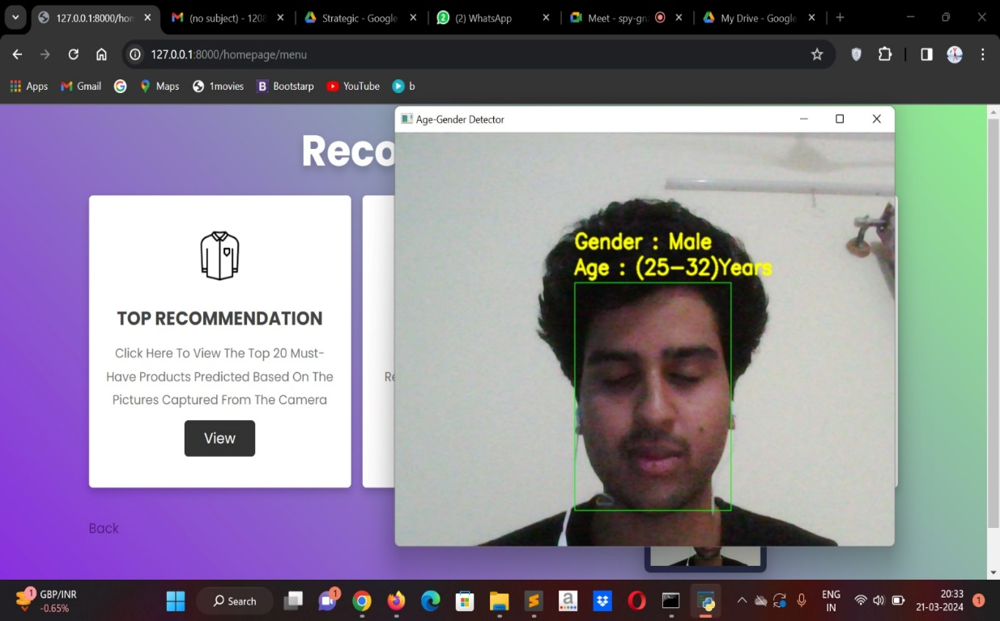 127.0.0.1:8000/hom
(no subject) - 1208
Strategic - Google
(2) WhatsApp
Meet - spy-gn
My Drive - Google
127.0.0.1:8000/homepage/menu
Apps
Gmail
Maps
1movies
B
Bootstarp
YouTube
b
Age-Gender Detector
Reco
Gender : Male
Age : (25-32)Years
TOP RECOMMENDATION
Click Here To View The Top 20 Must-
Have Products Predicted Based On The
Pictures Captured From The Camera
Re
View
Back
1
GBP/INR
-0.65%
Search
1
ENG
IN
20:33
21-03-2024
1